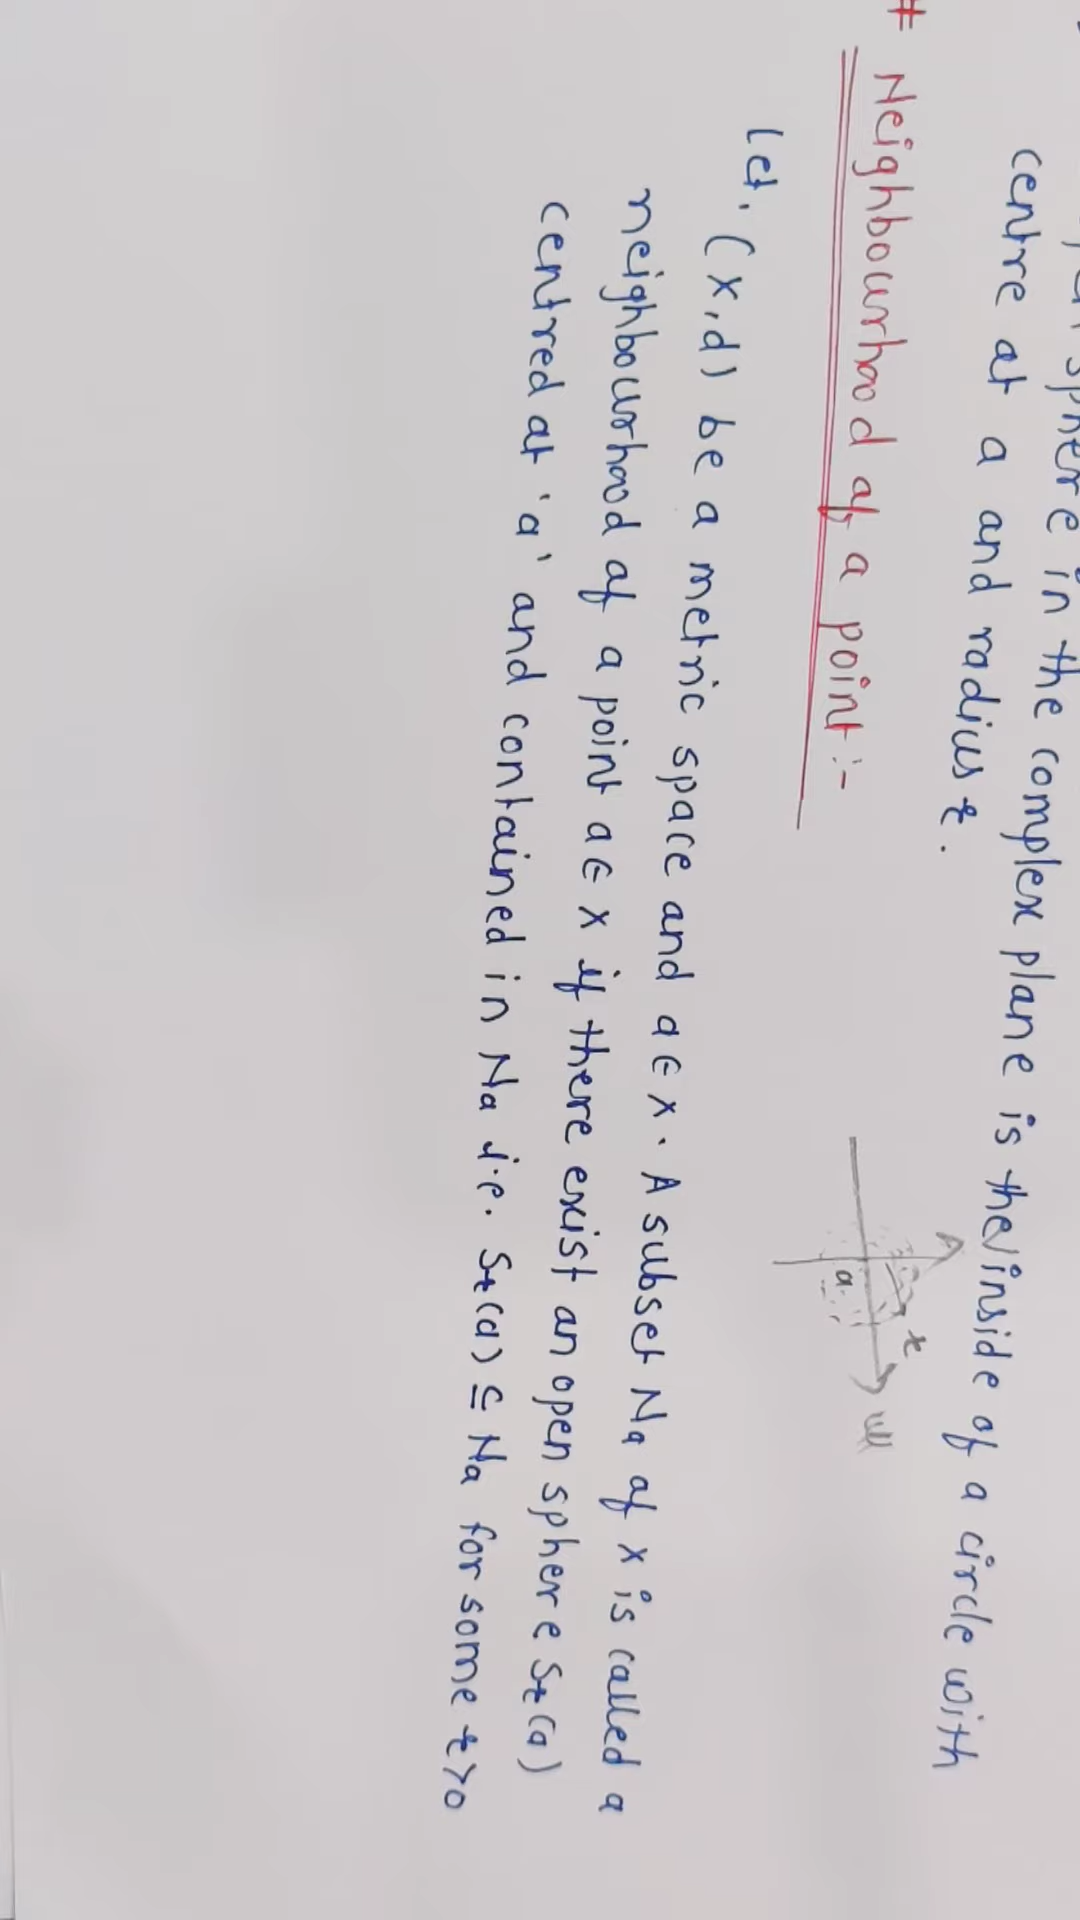 sphere in the complex plane is the inside of a circle with
centre at a and radius r.
a
r
# Neighbourhood of a point :-
Let. (X,d) be a metric space and a∈X. A subset Na of X is called a
neighbourhood of a point a∈X if there exist an open sphere Sr(a)
centred at 'a' and contained in Na i.e. Sr(a) ⊆ Na for some r>0